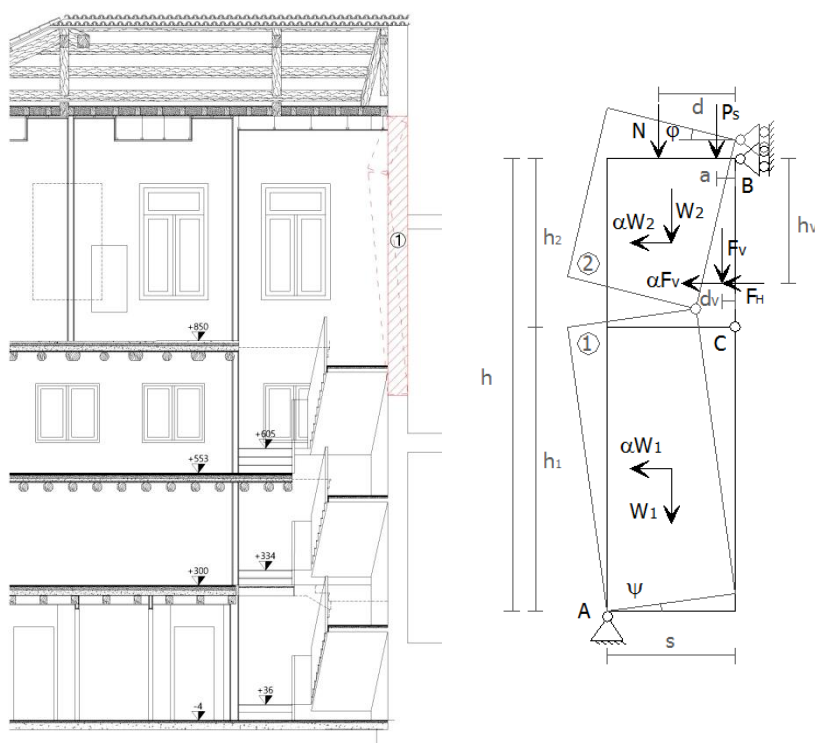 ①
+850
+605
+553
+334
+300
+36
-4
d
N
Ps
φ
a
B
W2
αW2
h2
hv
②
Fv
αFv
dv
FH
①
C
h
αW1
h1
W1
ψ
A
s